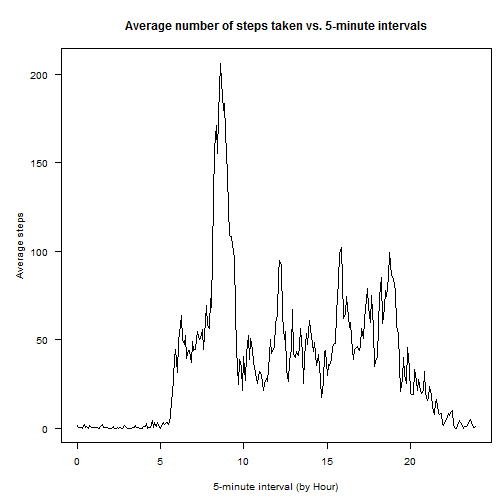 Average number of steps taken vs. 5-minute intervals
Average steps
200
150
100
50
0
0 5 10 15 20
5-minute interval (by Hour)